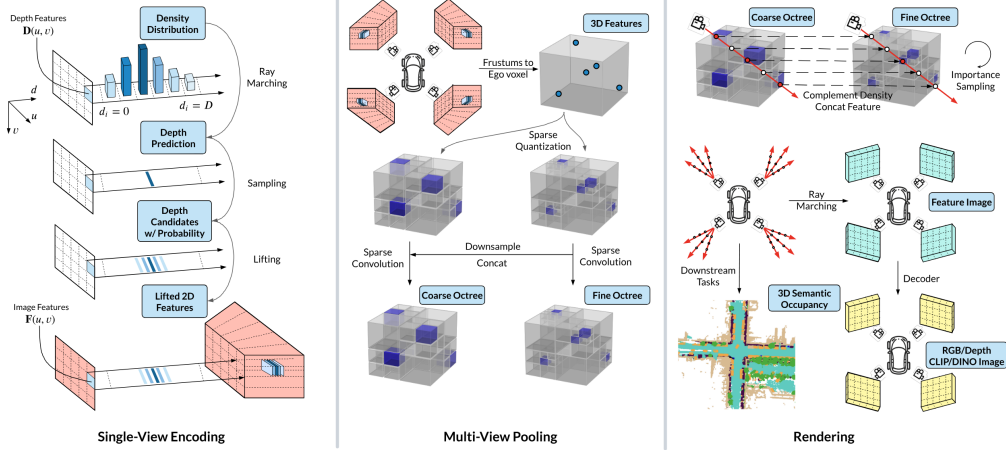 Depth Features
D(u, v)
Density
Distribution
Ray
Marching
d
u
v
d_i = 0
d_i = D
Depth
Prediction
Sampling
Depth
Candidates
w/ Probability
Lifting
Image Features
F(u, v)
Lifted 2D
Features
Single-View Encoding
3D Features
Frustums to
Ego voxel
Sparse
Quantization
Sparse
Convolution
Downsample
Concat
Sparse
Convolution
Coarse Octree
Fine Octree
Multi-View Pooling
Coarse Octree
Fine Octree
Importance
Sampling
Complement Density
Concat Feature
Ray
Marching
Feature Image
Downstream
Tasks
Decoder
3D Semantic
Occupancy
RGB/Depth
CLIP/DINO Image
Rendering